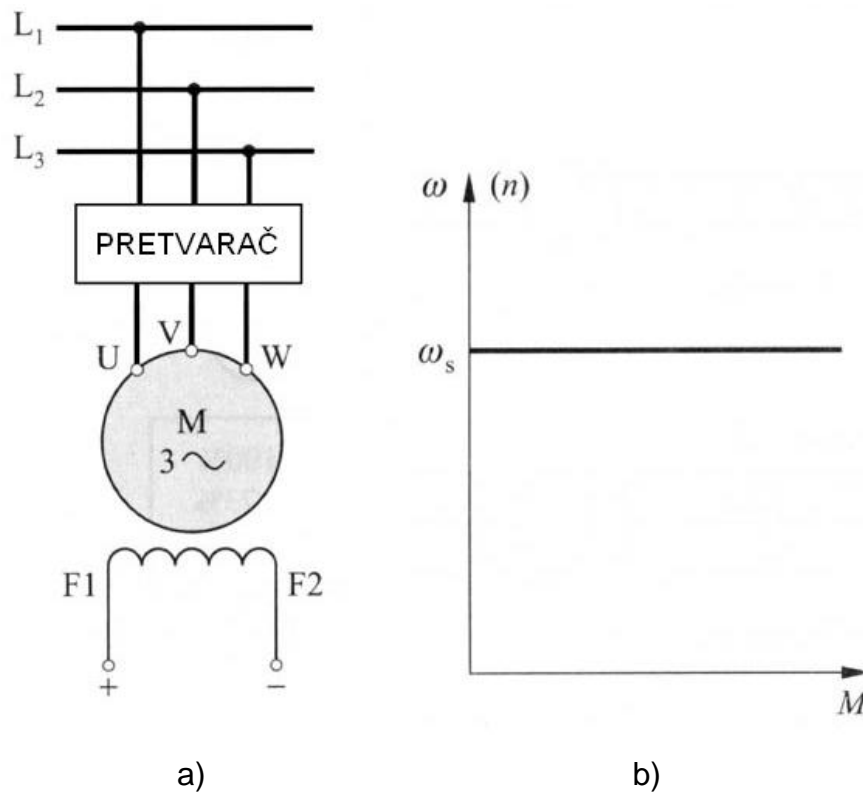 L₁
L₂
L₃
PRETVARAČ
U V W
M
3 ~
F1 F2
+ −
a)
ω (n)
ωₛ
M
b)